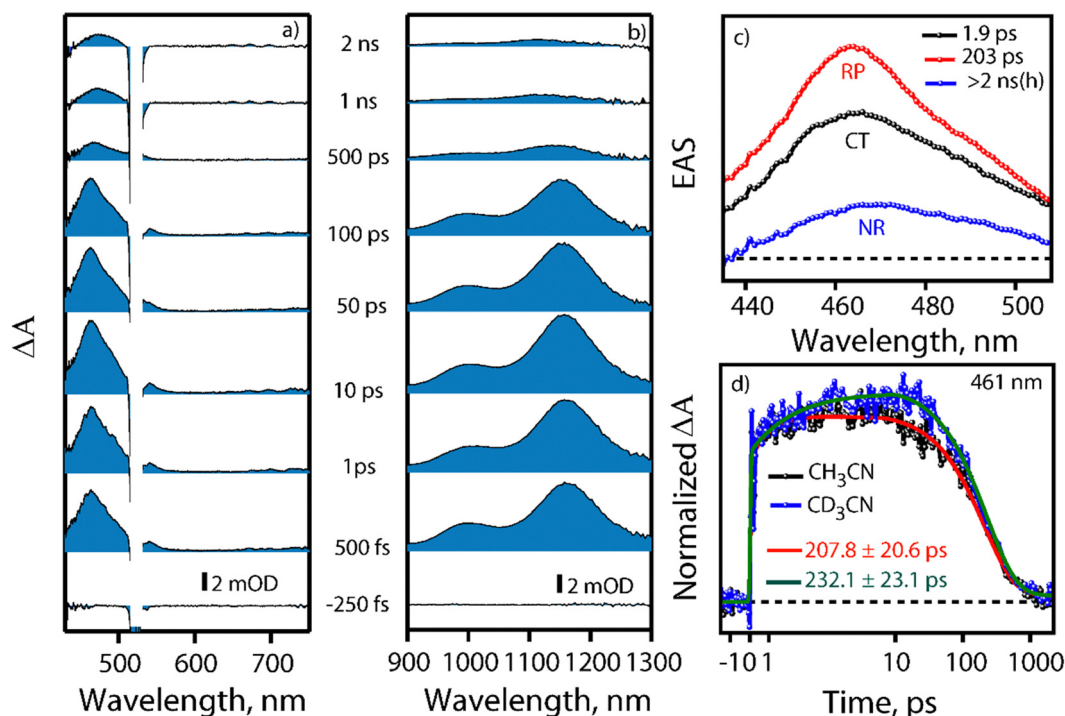 a)
2 ns
1 ns
500 ps
100 ps
50 ps
10 ps
1ps
500 fs
2 mOD
-250 fs
ΔA
500 600 700
Wavelength, nm
b)
2 mOD
900 1000 1100 1200 1300
Wavelength, nm
c)
1.9 ps
203 ps
>2 ns(h)
RP
CT
NR
EAS
440 460 480 500
Wavelength, nm
d)
461 nm
CH₃CN
CD₃CN
207.8 ± 20.6 ps
232.1 ± 23.1 ps
Normalized ΔA
-10 1 10 100 1000
Time, ps